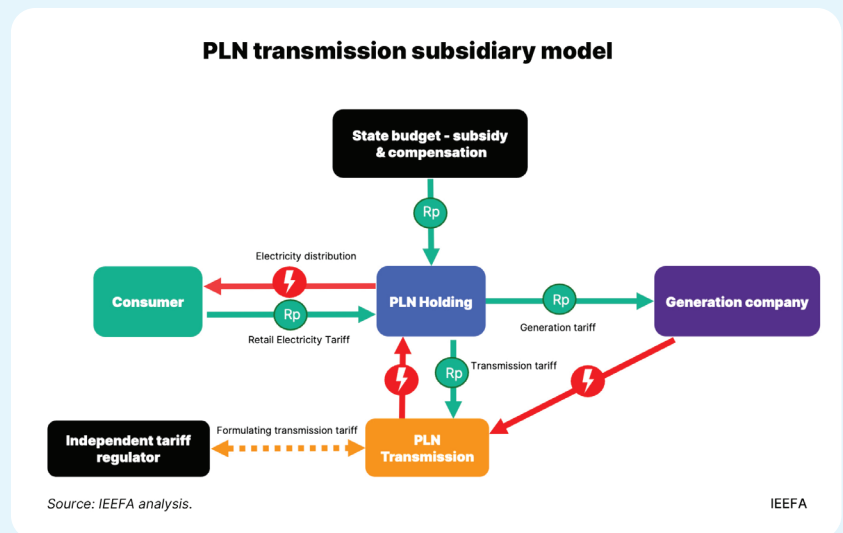 PLN transmission subsidiary model
State budget - subsidy
& compensation
Rp
Electricity distribution
Consumer
PLN Holding
Rp
Generation company
Rp
Retail Electricity Tariff
Generation tariff
Rp
Transmission tariff
Independent tariff
regulator
Formulating transmission tariff
PLN
Transmission
Source: IEEFA analysis.
IEEFA